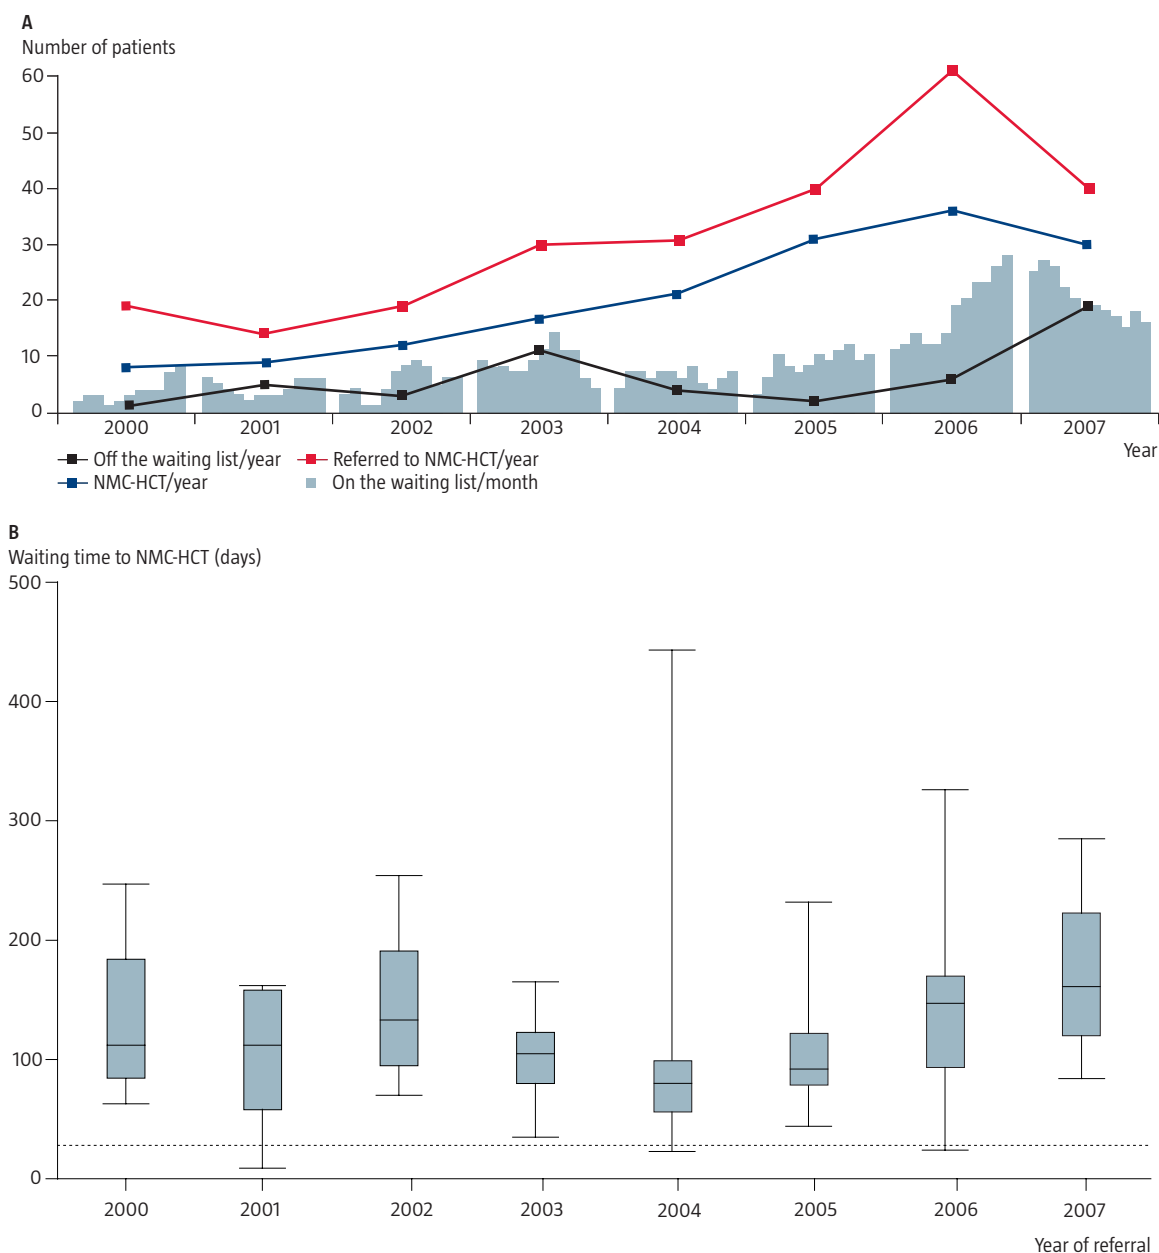 A
Number of patients
60
50
40
30
20
10
0
2000 2001 2002 2003 2004 2005 2006 2007
Year
Off the waiting list/year Referred to NMC-HCT/year
NMC-HCT/year On the waiting list/month
B
Waiting time to NMC-HCT (days)
500
400
300
200
100
0
2000 2001 2002 2003 2004 2005 2006 2007
Year of referral